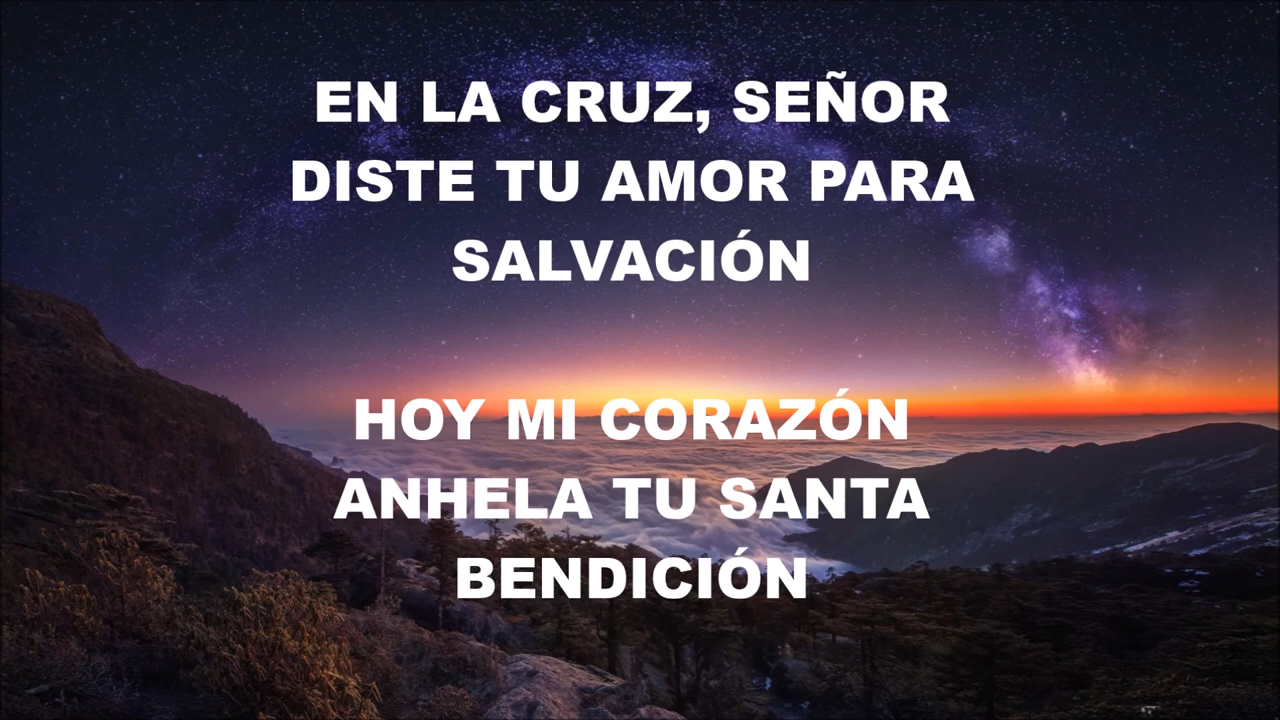 EN LA CRUZ, SEÑOR
DISTE TU AMOR PARA
SALVACIÓN
HOY MI CORAZÓN
ANHELA TU SANTA
BENDICIÓN